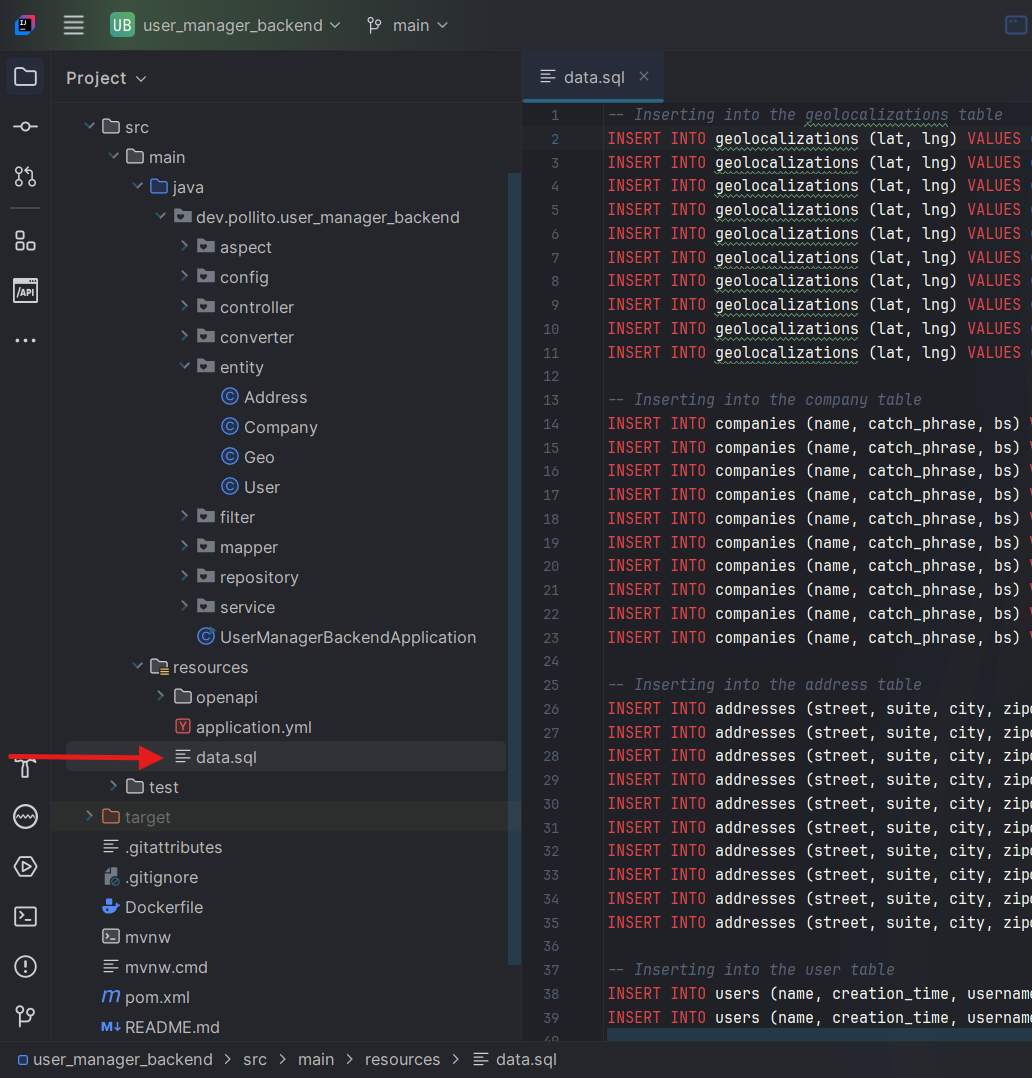 UB user_manager_backend main
Project
src
main
java
dev.pollito.user_manager_backend
aspect
config
controller
converter
entity
Address
Company
Geo
User
filter
mapper
repository
service
UserManagerBackendApplication
resources
openapi
application.yml
data.sql
test
target
.gitattributes
.gitignore
Dockerfile
mvnw
mvnw.cmd
pom.xml
README.md
/API
data.sql
1 -- Inserting into the geolocalizations table
2 INSERT INTO geolocalizations (lat, lng) VALUES
3 INSERT INTO geolocalizations (lat, lng) VALUES
4 INSERT INTO geolocalizations (lat, lng) VALUES
5 INSERT INTO geolocalizations (lat, lng) VALUES
6 INSERT INTO geolocalizations (lat, lng) VALUES
7 INSERT INTO geolocalizations (lat, lng) VALUES
8 INSERT INTO geolocalizations (lat, lng) VALUES
9 INSERT INTO geolocalizations (lat, lng) VALUES
10 INSERT INTO geolocalizations (lat, lng) VALUES
11 INSERT INTO geolocalizations (lat, lng) VALUES
12
13 -- Inserting into the company table
14 INSERT INTO companies (name, catch_phrase, bs)
15 INSERT INTO companies (name, catch_phrase, bs)
16 INSERT INTO companies (name, catch_phrase, bs)
17 INSERT INTO companies (name, catch_phrase, bs)
18 INSERT INTO companies (name, catch_phrase, bs)
19 INSERT INTO companies (name, catch_phrase, bs)
20 INSERT INTO companies (name, catch_phrase, bs)
21 INSERT INTO companies (name, catch_phrase, bs)
22 INSERT INTO companies (name, catch_phrase, bs)
23 INSERT INTO companies (name, catch_phrase, bs)
24
25 -- Inserting into the address table
26 INSERT INTO addresses (street, suite, city, zipc
27 INSERT INTO addresses (street, suite, city, zipc
28 INSERT INTO addresses (street, suite, city, zipc
29 INSERT INTO addresses (street, suite, city, zipc
30 INSERT INTO addresses (street, suite, city, zipc
31 INSERT INTO addresses (street, suite, city, zipc
32 INSERT INTO addresses (street, suite, city, zipc
33 INSERT INTO addresses (street, suite, city, zipc
34 INSERT INTO addresses (street, suite, city, zipc
35 INSERT INTO addresses (street, suite, city, zipc
36
37 -- Inserting into the user table
38 INSERT INTO users (name, creation_time, username
39 INSERT INTO users (name, creation_time, username
40
user_manager_backend > src > main > resources > data.sql